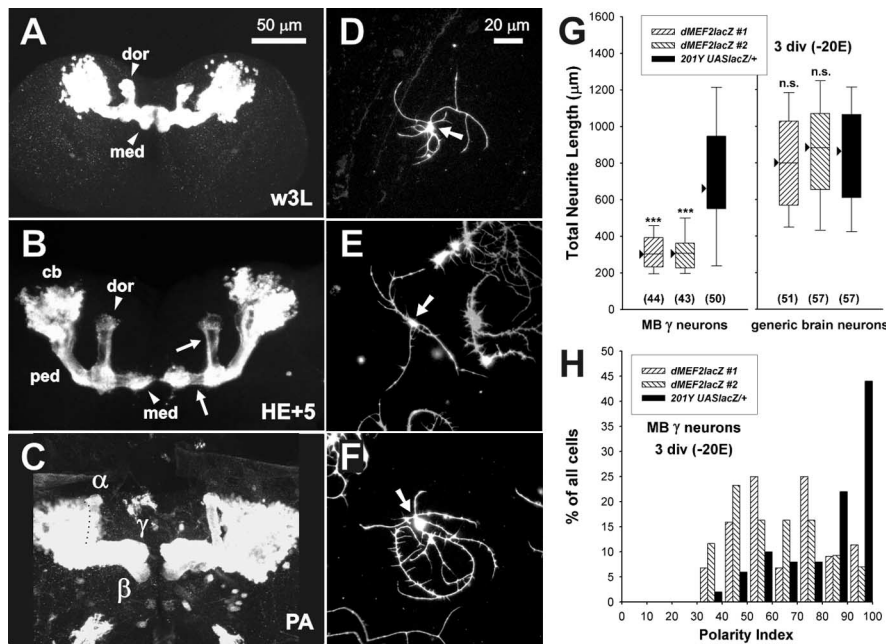 A
50 μm
dor
med
w3L
B
cb
dor
ped
med
HE+5
C
α
γ
β
PA
D
20 μm
E
F
G
dMEF2lacZ #1
dMEF2lacZ #2
201Y UASlacZ/+
3 div (-20E)
n.s.
n.s.
Total Neurite Length (μm)
1600
1400
1200
1000
800
600
400
200
0
***
***
(44) (43) (50)
(51) (57) (57)
MB γ neurons
generic brain neurons
H
dMEF2lacZ #1
dMEF2lacZ #2
201Y UASlacZ/+
MB γ neurons
3 div (-20E)
% of all cells
50
45
40
35
30
25
20
15
10
5
0
0 10 20 30 40 50 60 70 80 90 100
Polarity Index